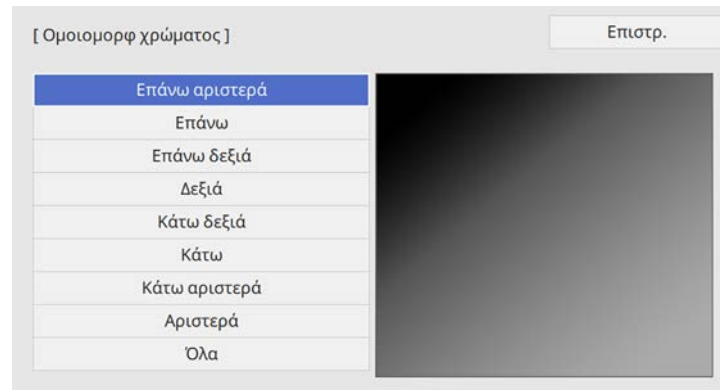 [ Ομοιομορφ χρώματος ]
Επιστρ.
Επάνω αριστερά
Επάνω
Επάνω δεξιά
Δεξιά
Κάτω δεξιά
Κάτω
Κάτω αριστερά
Αριστερά
Όλα